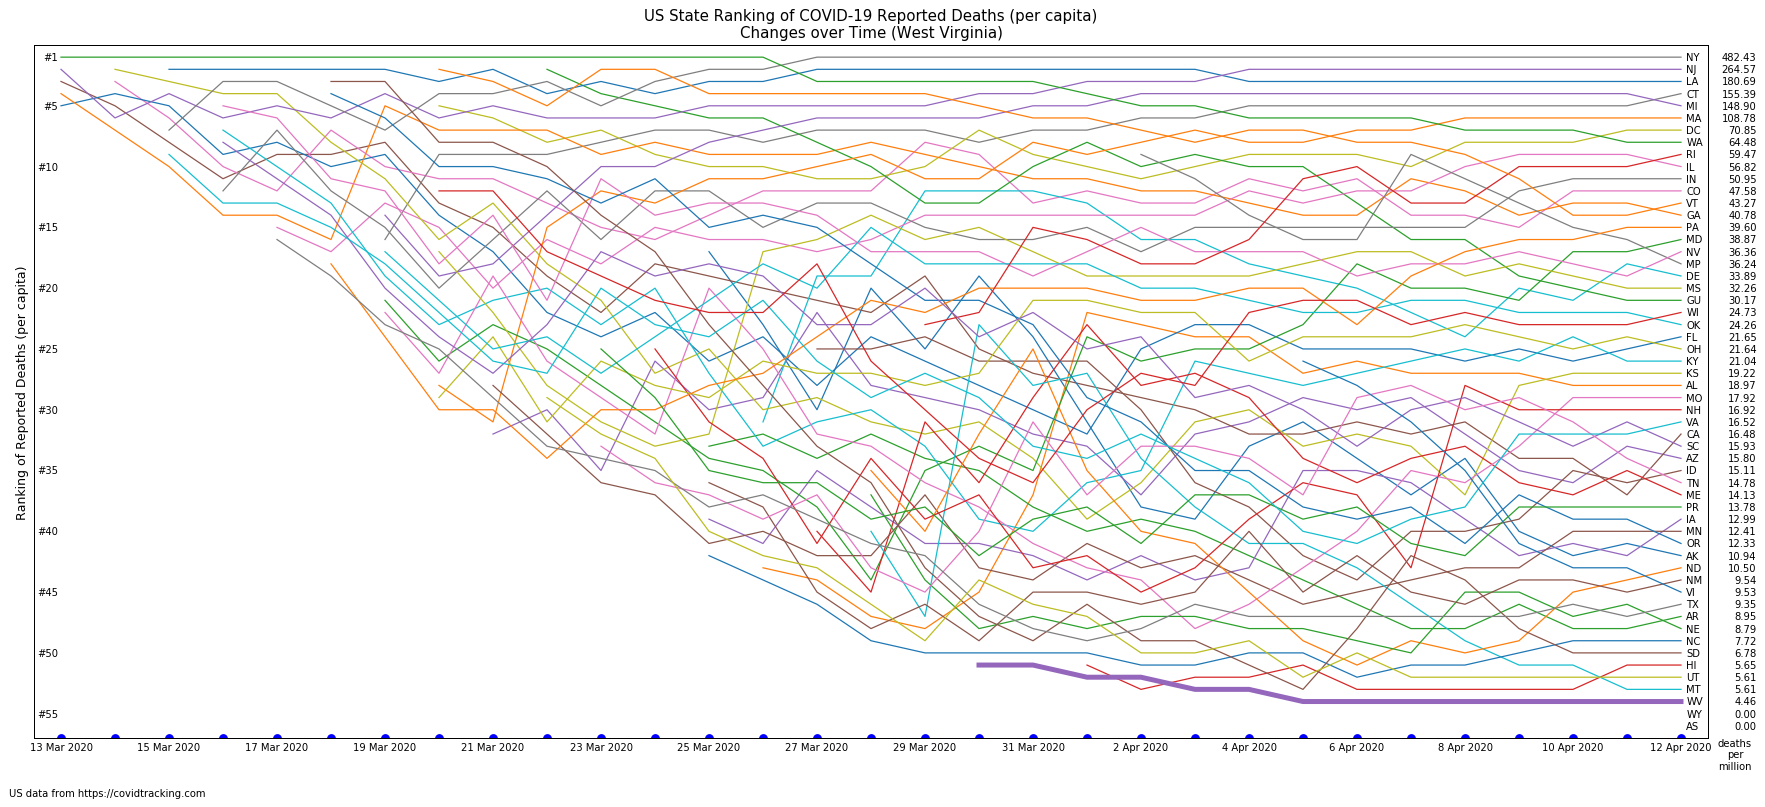 US State Ranking of COVID-19 Reported Deaths (per capita)
Changes over Time (West Virginia)
Ranking of Reported Deaths (per capita)
#1
#5
#10
#15
#20
#25
#30
#35
#40
#45
#50
#55
NY 482.43
NJ 264.57
LA 180.69
CT 155.39
MI 148.90
MA 108.78
DC 70.85
WA 64.48
RI 59.47
IL 56.82
IN 50.95
CO 47.58
VT 43.27
GA 40.78
PA 39.60
MD 38.87
NV 36.36
MP 36.24
DE 33.89
MS 32.26
GU 30.17
WI 24.73
OK 24.26
FL 21.65
OH 21.64
KY 21.04
KS 19.22
AL 18.97
MO 17.92
NH 16.92
VA 16.52
CA 16.48
SC 15.93
AZ 15.80
ID 15.11
TN 14.78
ME 14.13
PR 13.78
IA 12.99
MN 12.41
OR 12.33
AK 10.94
ND 10.50
NM 9.54
VI 9.53
TX 9.35
AR 8.95
NE 8.79
NC 7.72
SD 6.78
HI 5.65
UT 5.61
MT 5.61
WV 4.46
WY 0.00
AS 0.00
13 Mar 2020 15 Mar 2020 17 Mar 2020 19 Mar 2020 21 Mar 2020 23 Mar 2020 25 Mar 2020 27 Mar 2020 29 Mar 2020 31 Mar 2020 2 Apr 2020 4 Apr 2020 6 Apr 2020 8 Apr 2020 10 Apr 2020 12 Apr 2020
deaths
per
million
US data from https://covidtracking.com